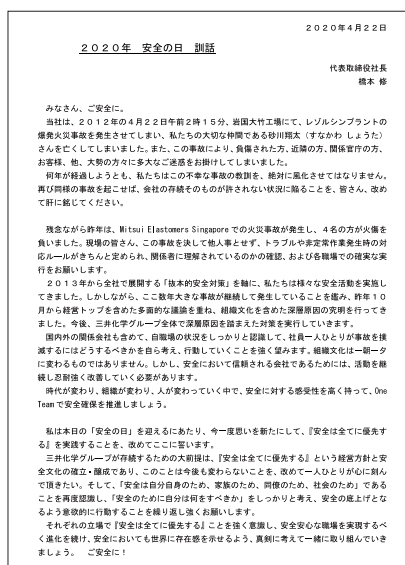 ２０２０年４月２２日
２０２０年　安全の日　訓話
代表取締役社長
橋本　修
みなさん、ご安全に。
当社は、２０１２年の４月２２日午前２時１５分、岩国大竹工場にて、レゾルシンプラントの
爆発火災事故を発生させてしまい、私たちの大切な仲間である砂川翔太（すなかわ しょうた）
さんを亡くしてしまいました。また、この事故により、負傷された方、近隣の方、関係官庁の方、
お客様、他、大勢の方々に多大なご迷惑をお掛けしてしまいました。
何年が経過しようとも、私たちはこの不幸な事故の教訓を、絶対に風化させてはなりません。
再び同様の事故を起こせば、会社の存続そのものが許されない状況に陥ることを、皆さん、改め
て肝に銘じてください。
残念ながら昨年は、Mitsui Elastomers Singapore での火災事故が発生し、４名の方が火傷を
負いました。現場の皆さん、この事故を決して他人事とせず、トラブルや非定常作業発生時の対
応ルールがきちんと定められ、関係者に理解されているのかの確認、および各職場での確実な実
行をお願いします。
２０１３年から全社で展開する「抜本的安全対策」を軸に、私たちは様々な安全活動を実施し
てきました。しかしながら、ここ数年大きな事故が継続して発生していることを鑑み、昨年１０
月から経営トップを含めた多面的な議論を重ね、組織文化を含めた深層原因の究明を行ってき
ました。今後、三井化学グループ全体で深層原因を踏まえた対策を実行していきます。
国内外の関係会社も含めて、自職場の状況をしっかりと認識して、社員一人ひとりが事故を撲
滅するにはどうするべきかを自ら考え、行動していくことを強く望みます。組織文化は一朝一夕
に変わるものではありません。しかし、安全において信頼される会社であるためには、活動を継
続し忍耐強く改善していく必要があります。
時代が変わり、組織が変わり、人が変わっていく中で、安全に対する感受性を高く持って、One
Team で安全確保を推進しましょう。
私は本日の「安全の日」を迎えるにあたり、今一度思いを新たにして、『安全は全てに優先す
る』を実践することを、改めてここに誓います。
三井化学グループが存続するための大前提は、『安全は全てに優先する』という経営方針と安
全文化の確立・醸成であり、このことは今後も変わらないことを、改めて一人ひとりが心に刻ん
で頂きたい。そして、「安全は自分自身のため、家族のため、同僚のため、社会のため」である
ことを再度認識し、「安全のために自分は何をすべきか」をしっかりと考え、安全の底上げとな
るよう意欲的に行動することを繰り返し強くお願いします。
それぞれの立場で『安全は全てに優先する』ことを強く意識し、安全安心な職場を実現するべ
く進化を続け、安全においても世界に存在感を示せるよう、真剣に考えて一緒に取り組んでいき
ましょう。　ご安全に！